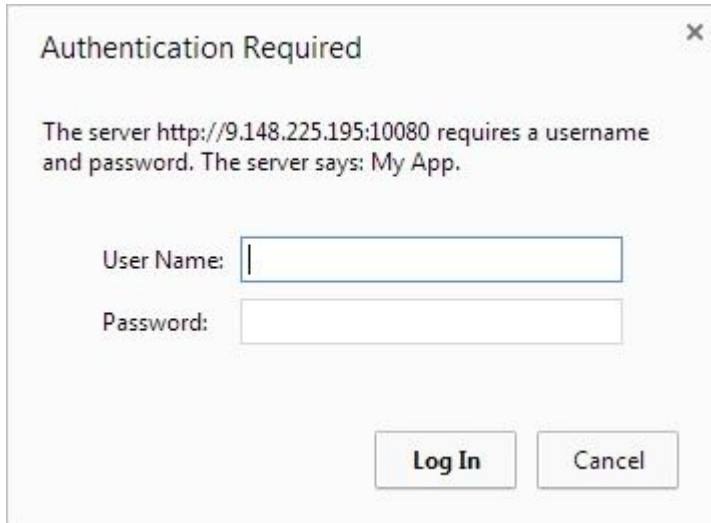 Authentication Required
The server http://9.148.225.195:10080 requires a username
and password. The server says: My App.
User Name:
Password:
Log In
Cancel